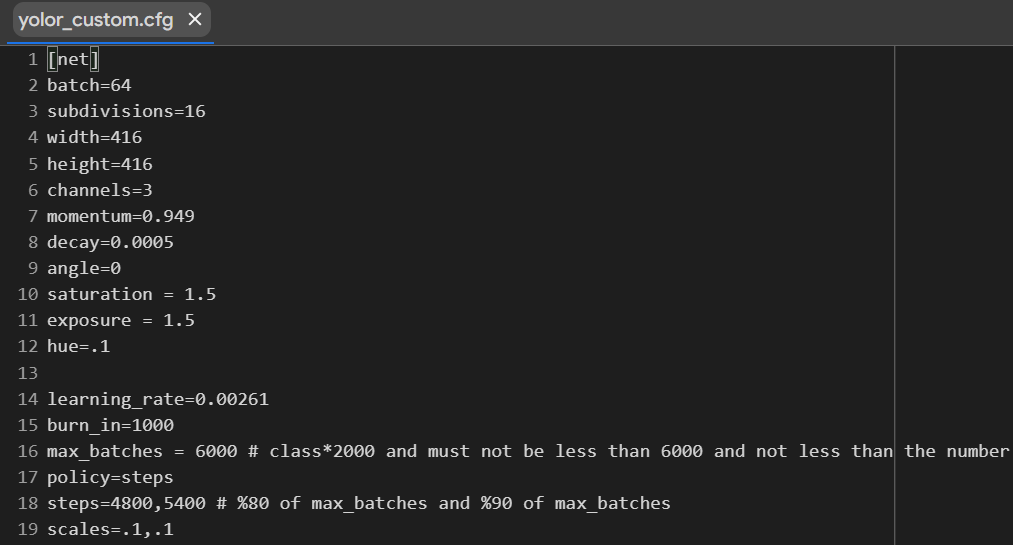 yolor_custom.cfg ×
1 [net]
2 batch=64
3 subdivisions=16
4 width=416
5 height=416
6 channels=3
7 momentum=0.949
8 decay=0.0005
9 angle=0
10 saturation = 1.5
11 exposure = 1.5
12 hue=.1
13
14 learning_rate=0.00261
15 burn_in=1000
16 max_batches = 6000 # class*2000 and must not be less than 6000 and not less than the number
17 policy=steps
18 steps=4800,5400 # %80 of max_batches and %90 of max_batches
19 scales=.1,.1